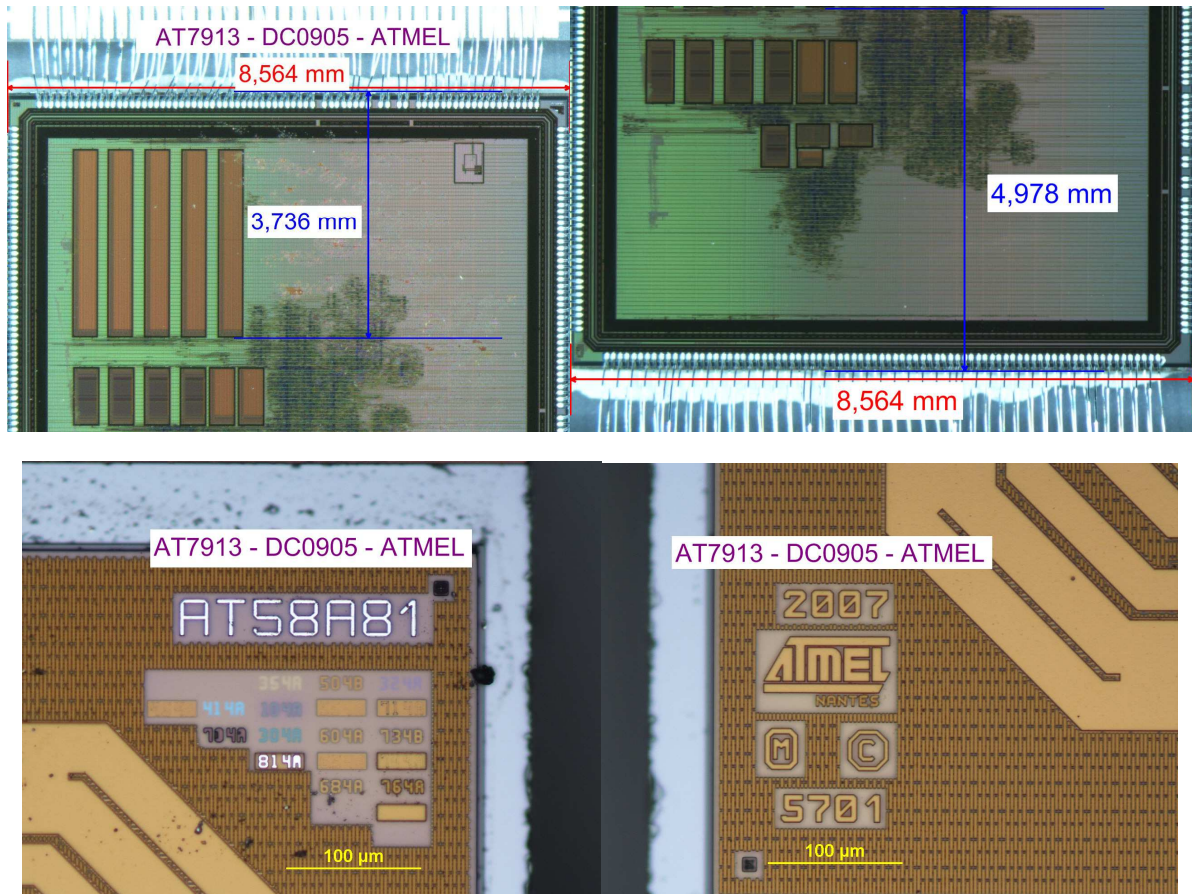 AT7913 - DC0905 - ATMEL
8,564 mm
3,736 mm
4,978 mm
8,564 mm
AT7913 - DC0905 - ATMEL
AT58A81
354A 504B 324A
414A
704A 304A 604A 734B
814A
684A 764A
100 µm
AT7913 - DC0905 - ATMEL
2007
ATMEL
NANTES
M C
5701
100 µm